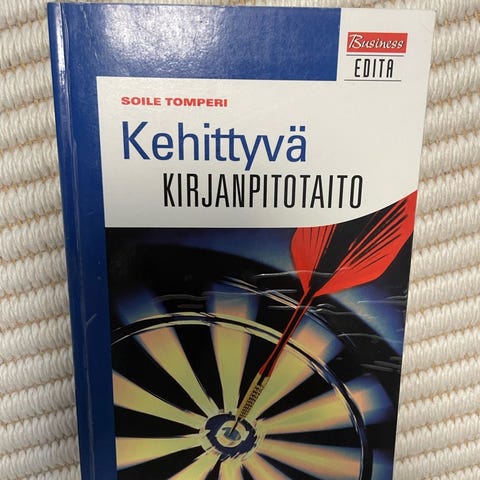 Business
EDITA
SOILE TOMPERI
Kehittyvä
KIRJANPITOTAITO